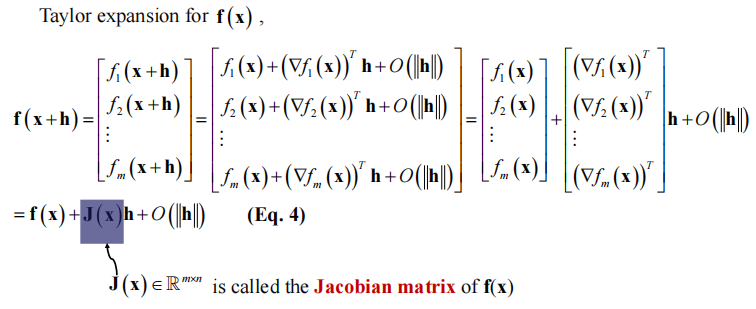 Taylor expansion for f(x),
f(x+h) = [f₁(x+h) f₂(x+h) ⋮ fₘ(x+h)] = [f₁(x)+(∇f₁(x))ᵀh+O(‖h‖) f₂(x)+(∇f₂(x))ᵀh+O(‖h‖) ⋮ fₘ(x)+(∇fₘ(x))ᵀh+O(‖h‖)] = [f₁(x) f₂(x) ⋮ fₘ(x)] + [(∇f₁(x))ᵀ (∇f₂(x))ᵀ ⋮ (∇fₘ(x))ᵀ] h+O(‖h‖)
= f(x)+J(x)h+O(‖h‖) (Eq. 4)
J(x)∈ℝᵐˣⁿ is called the Jacobian matrix of f(x)